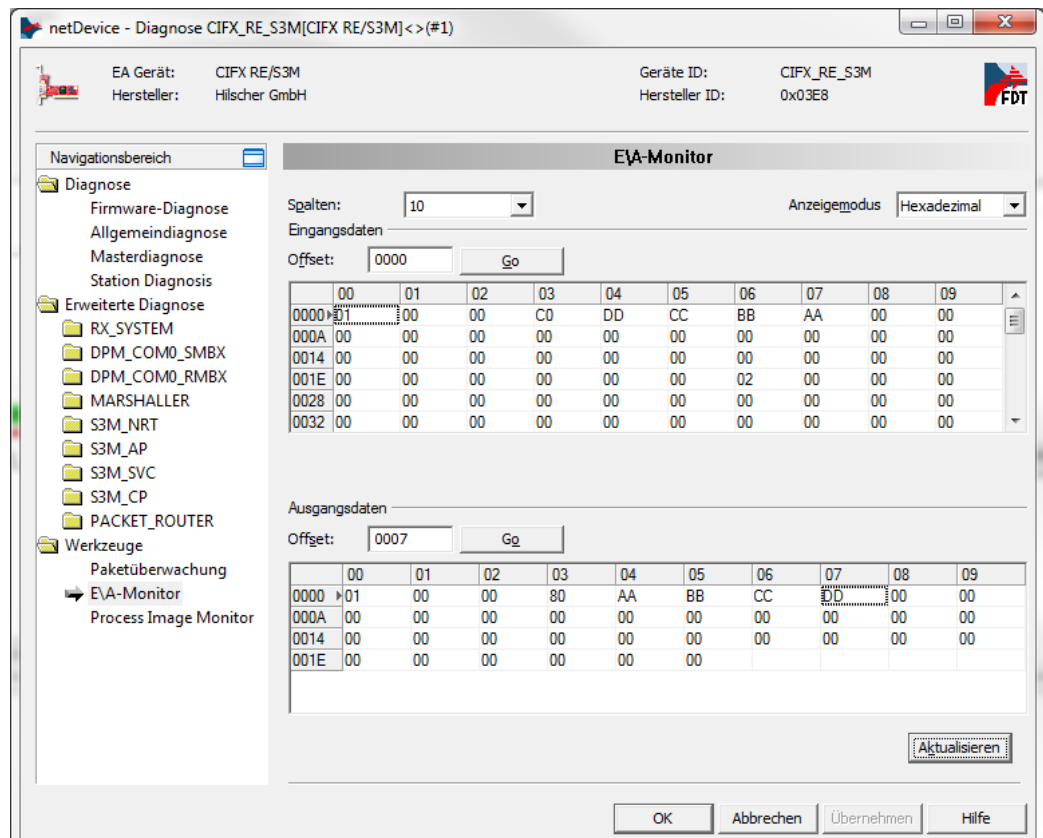 netDevice - Diagnose CIFX_RE_S3M[CIFX RE/S3M]<>(#1)
EA Gerät: CIFX RE/S3M Geräte ID: CIFX_RE_S3M
Hersteller: Hilscher GmbH Hersteller ID: 0x03E8
FDT
Navigationsbereich
Diagnose
Firmware-Diagnose
Allgemeindiagnose
Masterdiagnose
Station Diagnosis
Erweiterte Diagnose
RX_SYSTEM
DPM_COM0_SMBX
DPM_COM0_RMBX
MARSHALLER
S3M_NRT
S3M_AP
S3M_SVC
S3M_CP
PACKET_ROUTER
Werkzeuge
Paketüberwachung
E\A-Monitor
Process Image Monitor
E\A-Monitor
Spalten: 10 Anzeigemodus Hexadezimal
Eingangsdaten
Offset: 0000 Go
00 01 02 03 04 05 06 07 08 09
0000 01 00 00 C0 DD CC BB AA 00 00
000A 00 00 00 00 00 00 00 00 00 00
0014 00 00 00 00 00 00 00 00 00 00
001E 00 00 00 00 00 00 02 00 00 00
0028 00 00 00 00 00 00 00 00 00 00
0032 00 00 00 00 00 00 00 00 00 00
Ausgangsdaten
Offset: 0007 Go
00 01 02 03 04 05 06 07 08 09
0000 01 00 00 80 AA BB CC DD 00 00
000A 00 00 00 00 00 00 00 00 00 00
0014 00 00 00 00 00 00 00 00 00 00
001E 00 00 00 00 00 00
Aktualisieren
OK Abbrechen Übernehmen Hilfe